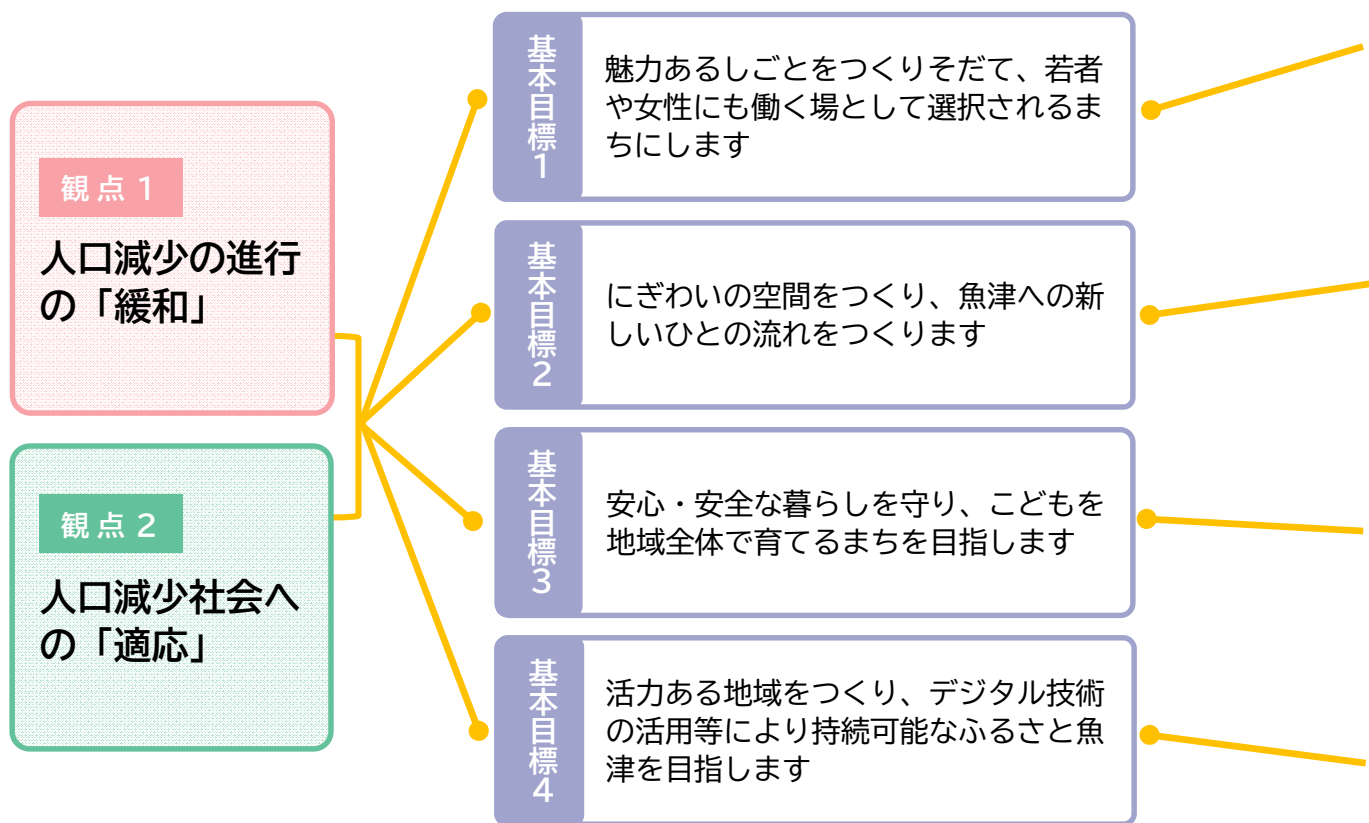 観点 1
人口減少の進行
の「緩和」
観点 2
人口減少社会へ
の「適応」
基本目標1
魅力あるしごとをつくりそだて、若者
や女性にも働く場として選択されるま
ちにします
基本目標2
にぎわいの空間をつくり、魚津への新
しいひとの流れをつくります
基本目標3
安心・安全な暮らしを守り、こどもを
地域全体で育てるまちを目指します
基本目標4
活力ある地域をつくり、デジタル技術
の活用等により持続可能なふるさと魚
津を目指します